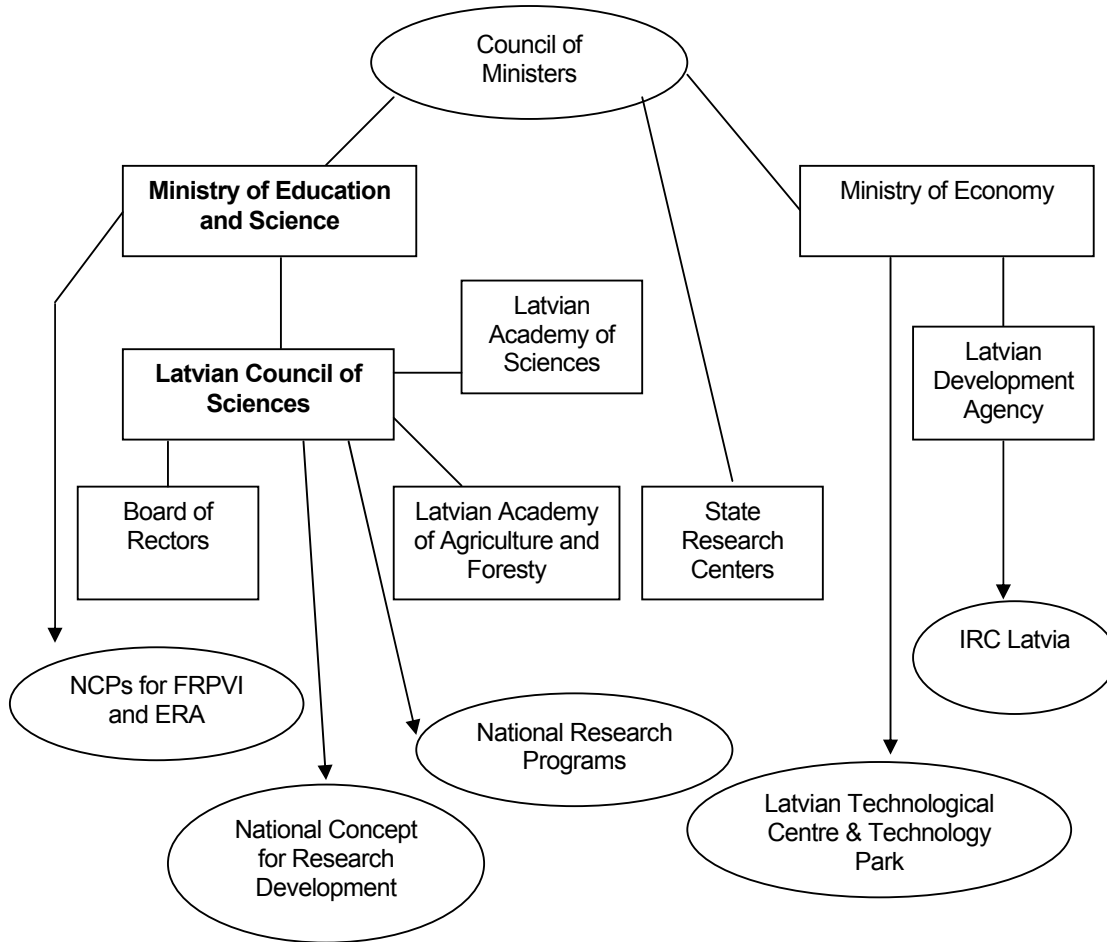 Council of
Ministers
Ministry of Education
and Science
Ministry of Economy
Latvian
Academy of
Sciences
Latvian Council of
Sciences
Latvian
Development
Agency
Board of
Rectors
Latvian Academy
of Agriculture and
Foresty
State
Research
Centers
IRC Latvia
NCPs for FRPVI
and ERA
National Research
Programs
National Concept
for Research
Development
Latvian Technological
Centre & Technology
Park